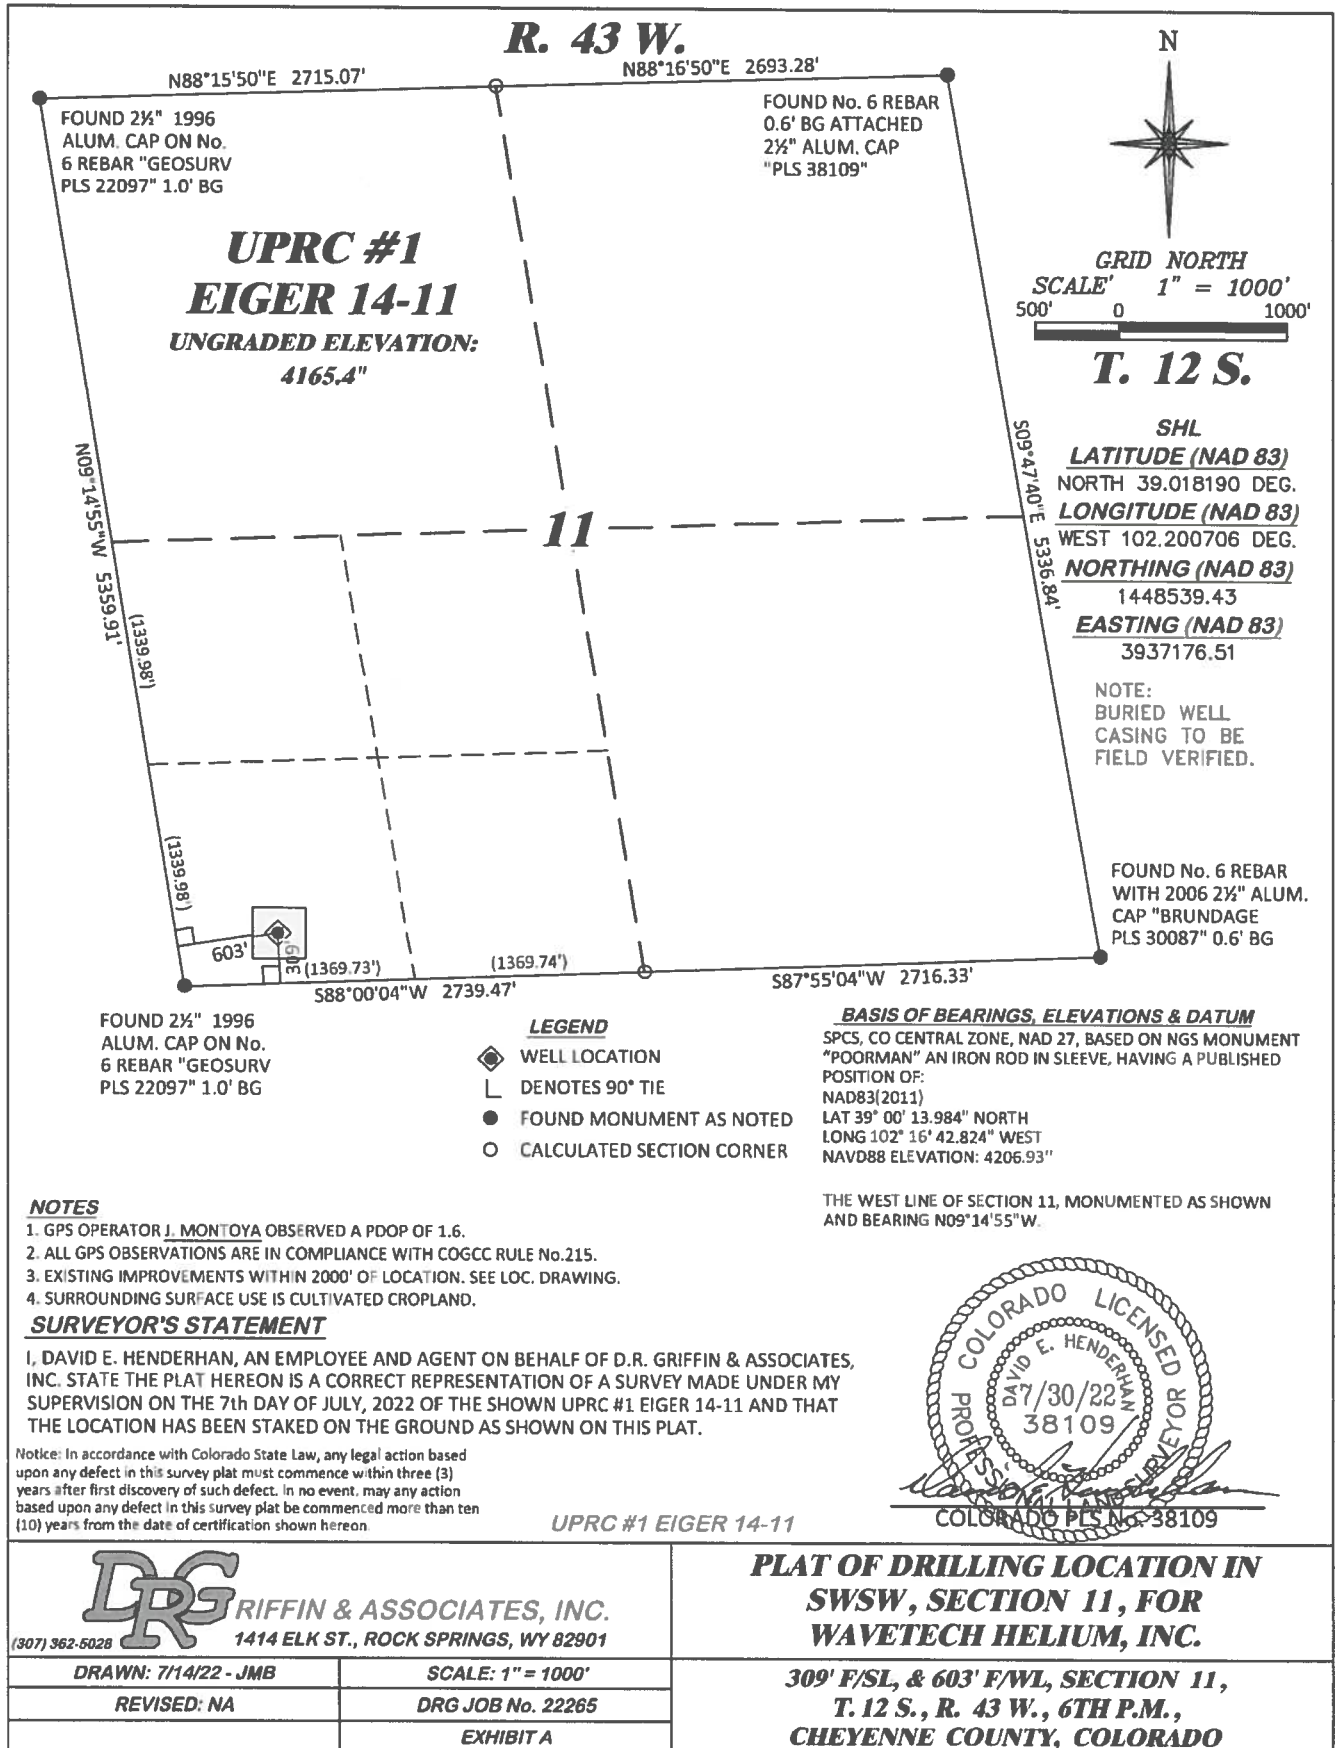 R. 43 W.
N88°15'50"E 2715.07'
N88°16'50"E 2693.28'
N
FOUND 2½" 1996
ALUM. CAP ON No.
6 REBAR "GEOSURV
PLS 22097" 1.0' BG
FOUND No. 6 REBAR
0.6' BG ATTACHED
2½" ALUM. CAP
"PLS 38109"
UPRC #1
EIGER 14-11
UNGRADED ELEVATION:
4165.4"
GRID NORTH
SCALE' 1" = 1000'
500' 0 1000'
T. 12 S.
SHL
LATITUDE (NAD 83)
NORTH 39.018190 DEG.
LONGITUDE (NAD 83)
WEST 102.200706 DEG.
NORTHING (NAD 83)
1448539.43
EASTING (NAD 83)
3937176.51
NOTE:
BURIED WELL
CASING TO BE
FIELD VERIFIED.
N09°14'55"W 5359.91'
(1339.98')
(1339.98')
11
S09°47'40"E 5336.84'
603'
309'
(1369.73')
(1369.74')
S88°00'04"W 2739.47'
S87°55'04"W 2716.33'
FOUND No. 6 REBAR
WITH 2006 2½" ALUM.
CAP "BRUNDAGE
PLS 30087" 0.6' BG
FOUND 2½" 1996
ALUM. CAP ON No.
6 REBAR "GEOSURV
PLS 22097" 1.0' BG
LEGEND
WELL LOCATION
DENOTES 90° TIE
FOUND MONUMENT AS NOTED
CALCULATED SECTION CORNER
BASIS OF BEARINGS, ELEVATIONS & DATUM
SPCS, CO CENTRAL ZONE, NAD 27, BASED ON NGS MONUMENT
"POORMAN" AN IRON ROD IN SLEEVE, HAVING A PUBLISHED
POSITION OF:
NAD83(2011)
LAT 39° 00' 13.984" NORTH
LONG 102° 16' 42.824" WEST
NAVD88 ELEVATION: 4206.93"
THE WEST LINE OF SECTION 11, MONUMENTED AS SHOWN
AND BEARING N09°14'55"W.
NOTES
1. GPS OPERATOR J. MONTOYA OBSERVED A PDOP OF 1.6.
2. ALL GPS OBSERVATIONS ARE IN COMPLIANCE WITH COGCC RULE No.215.
3. EXISTING IMPROVEMENTS WITHIN 2000' OF LOCATION. SEE LOC. DRAWING.
4. SURROUNDING SURFACE USE IS CULTIVATED CROPLAND.
SURVEYOR'S STATEMENT
I, DAVID E. HENDERHAN, AN EMPLOYEE AND AGENT ON BEHALF OF D.R. GRIFFIN & ASSOCIATES,
INC. STATE THE PLAT HEREON IS A CORRECT REPRESENTATION OF A SURVEY MADE UNDER MY
SUPERVISION ON THE 7th DAY OF JULY, 2022 OF THE SHOWN UPRC #1 EIGER 14-11 AND THAT
THE LOCATION HAS BEEN STAKED ON THE GROUND AS SHOWN ON THIS PLAT.
Notice: In accordance with Colorado State Law, any legal action based
upon any defect in this survey plat must commence within three (3)
years after first discovery of such defect. In no event, may any action
based upon any defect in this survey plat be commenced more than ten
(10) years from the date of certification shown hereon
UPRC #1 EIGER 14-11
COLORADO LICENSED
PROFESSIONAL LAND SURVEYOR
DAVID E. HENDERHAN
7/30/22
38109
COLORADO PLS No. 38109
DRG
RIFFIN & ASSOCIATES, INC.
(307) 362-5028
1414 ELK ST., ROCK SPRINGS, WY 82901
DRAWN: 7/14/22 - JMB
SCALE: 1" = 1000'
REVISED: NA
DRG JOB No. 22265
EXHIBIT A
PLAT OF DRILLING LOCATION IN
SWSW, SECTION 11, FOR
WAVETECH HELIUM, INC.
309' F/SL, & 603' F/WL, SECTION 11,
T. 12 S., R. 43 W., 6TH P.M.,
CHEYENNE COUNTY, COLORADO